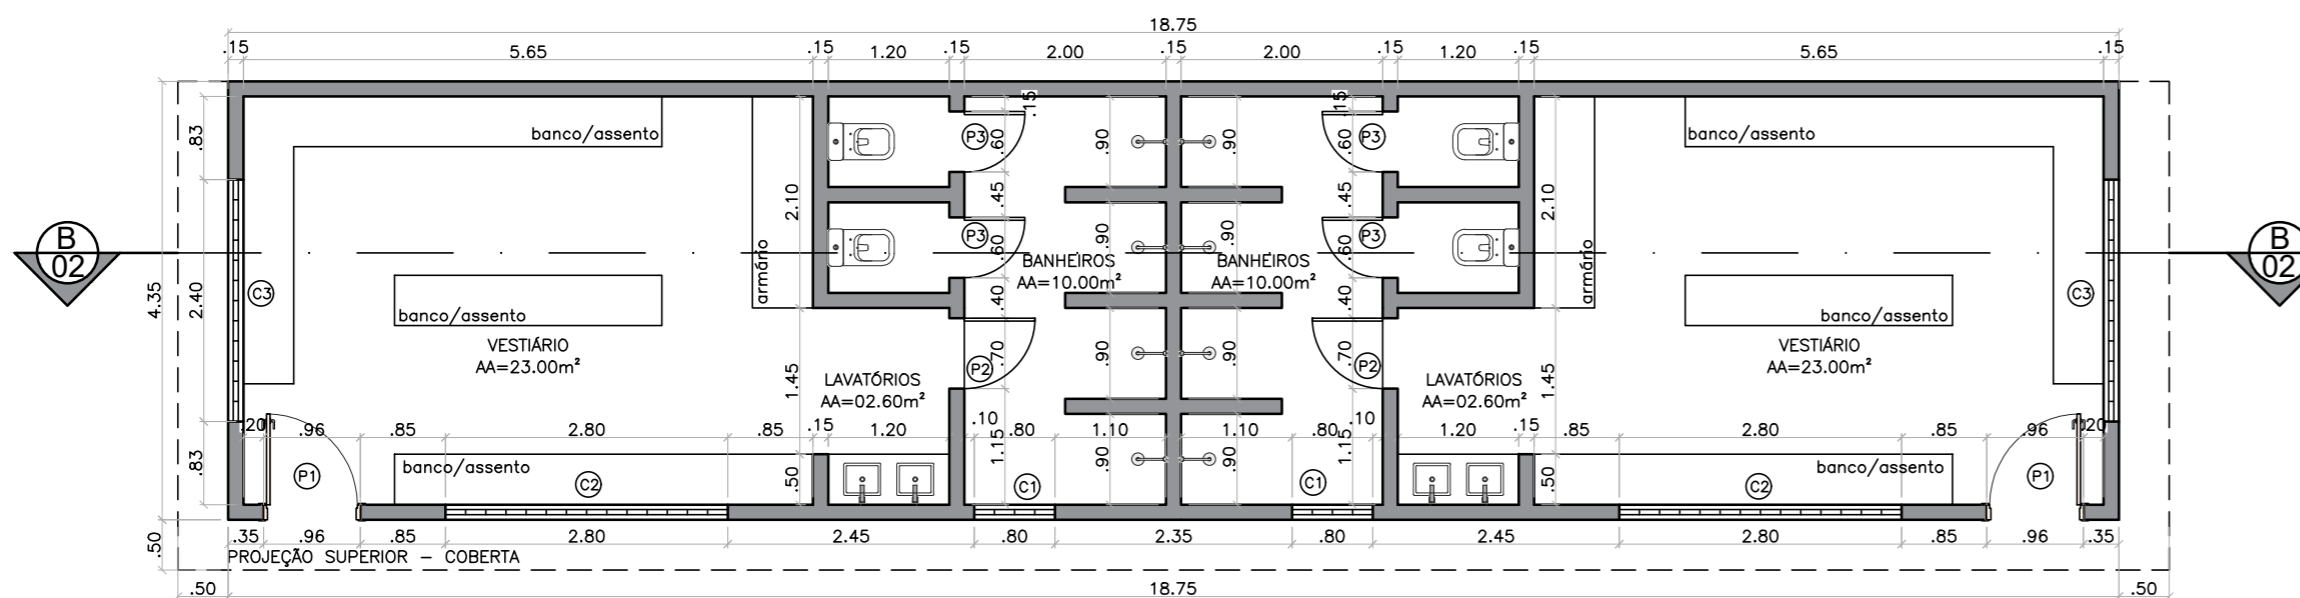 18.75
.15 5.65 .15 1.20 .15 2.00 .15 2.00 .15 1.20 .15 5.65 .15
.15 .15
banco/assento P3 P3 banco/assento
.83 .60 .90 .90 .60
2.10 .45 .45 2.10
B
02
P3 P3
.60 .90 .90 .60
B
02
armário armário
BANHEIROS
AA=10.00m²
BANHEIROS
AA=10.00m²
4.35 2.40 C3 C3
.40 .40
banco/assento banco/assento
VESTIÁRIO
AA=23.00m²
VESTIÁRIO
AA=23.00m²
.70 .90 .90 .70
P2 P2
LAVATÓRIOS
AA=02.60m²
LAVATÓRIOS
AA=02.60m²
1.45 1.45
.20 .96 .85 2.80 .85 .15 1.20 .10 .80 1.10 1.10 .80 .10 1.20 .15 .85 2.80 .85 .96 .20
.83 1.15 .90 .90 1.15
banco/assento banco/assento
P1 C2 .50 C1 C1 .50 C2 P1
.35 .96 .85 2.80 2.45 .80 2.35 .80 2.45 2.80 .85 .96 .35
.50
PROJEÇÃO SUPERIOR – COBERTA
.50 18.75 .50